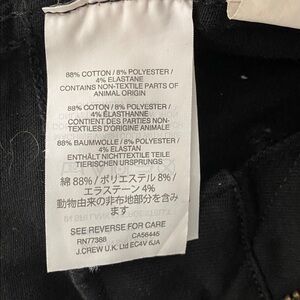 88% COTTON / 8% POLYESTER /
4% ELASTANE
CONTAINS NON-TEXTILE PARTS OF
ANIMAL ORIGIN
88% COTON / 8% POLYESTER /
4% ÉLASTHANNE
CONTIENT DES PARTIES NON-
TEXTILES D'ORIGINE ANIMALE
88% BAUMWOLLE / 8% POLYESTER /
4% ELASTAN
ENTHÄLT NICHTTEXTILE TEILE
TIERISCHEN URSPRUNGS
綿 88% / ポリエステル 8% /
エラステーン 4%
動物由来の非布地部分を含み
ます
SEE REVERSE FOR CARE
RN77388 CA56445
J.CREW U.K. Ltd EC4V 6JA